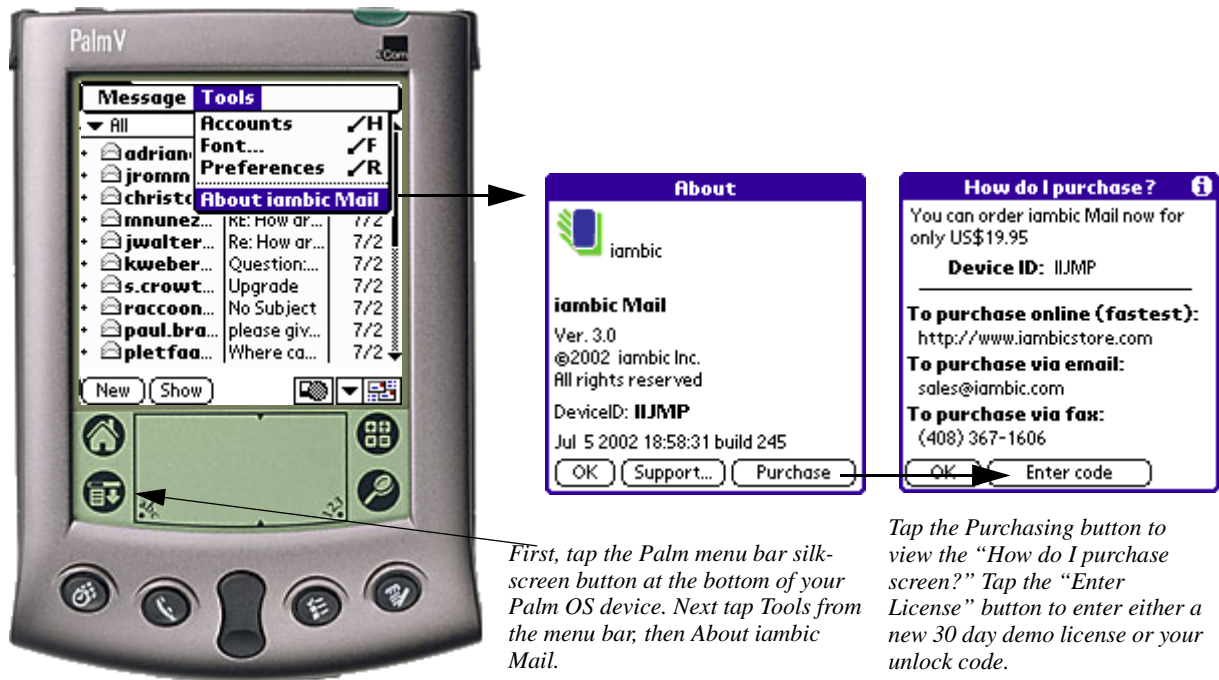 PalmV
3Com
Message Tools
Accounts /H
Font... /F
Preferences /R
About iambic Mail
All
adrian
jromm
christo
mnunez... RE: How ar... 7/2
jwalter... Re: How ar... 7/2
kweber... Question:... 7/2
s.crowt... Upgrade 7/2
raccoon... No Subject 7/2
paul.bra... please giv... 7/2
pletfaa... Where ca... 7/2
New Show
About
iambic
iambic Mail
Ver. 3.0
©2002 iambic Inc.
All rights reserved
DeviceID: IIJMP
Jul 5 2002 18:58:31 build 245
OK Support... Purchase
How do I purchase? i
You can order iambic Mail now for
only US$19.95
Device ID: IIJMP
To purchase online (fastest):
http://www.iambicstore.com
To purchase via email:
sales@iambic.com
To purchase via fax:
(408) 367-1606
OK Enter code
First, tap the Palm menu bar silk-
screen button at the bottom of your
Palm OS device. Next tap Tools from
the menu bar, then About iambic
Mail.
Tap the Purchasing button to
view the “How do I purchase
screen?” Tap the “Enter
License” button to enter either a
new 30 day demo license or your
unlock code.